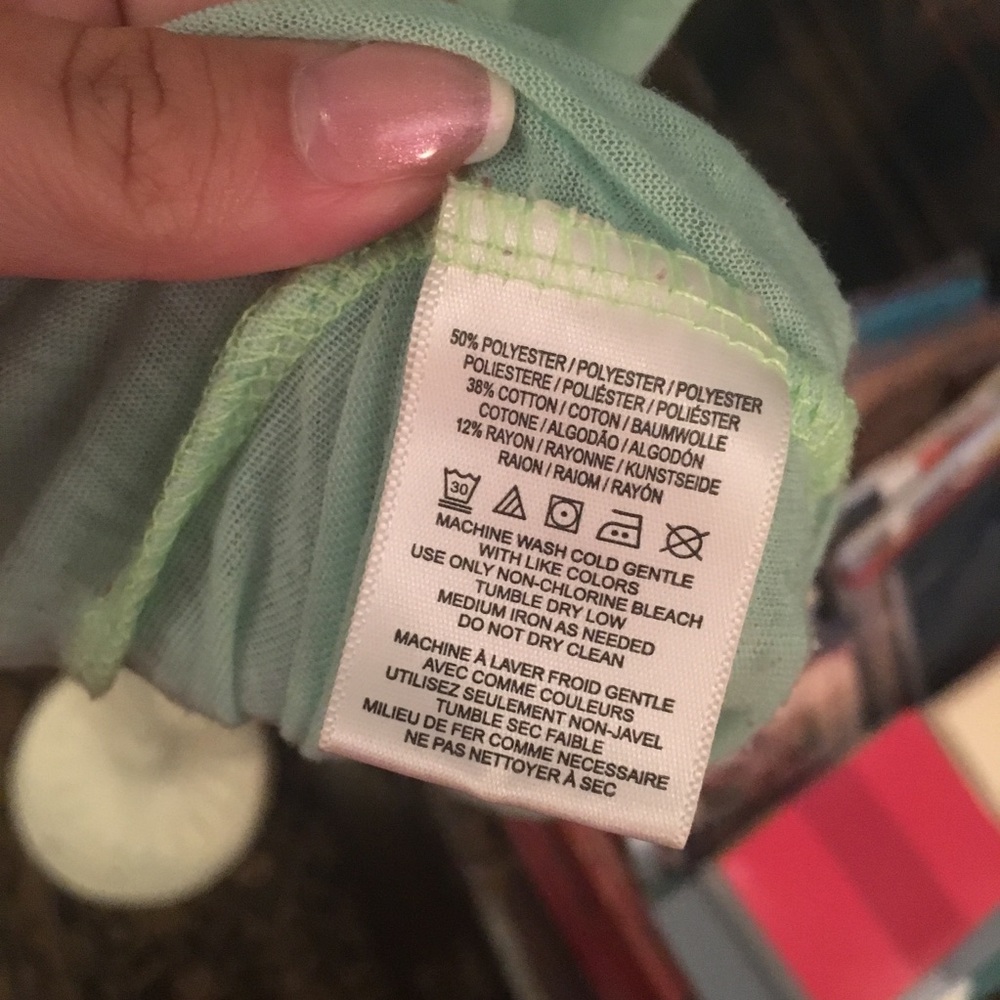 50% POLYESTER / POLYESTER / POLYESTER
POLIESTERE / POLIÉSTER / POLIÉSTER
38% COTTON / COTON / BAUMWOLLE
COTONE / ALGODÃO / ALGODÓN
12% RAYON / RAYONNE / KUNSTSEIDE
RAION / RAIOM / RAYÓN
30
MACHINE WASH COLD GENTLE
WITH LIKE COLORS
USE ONLY NON-CHLORINE BLEACH
TUMBLE DRY LOW
MEDIUM IRON AS NEEDED
DO NOT DRY CLEAN
MACHINE À LAVER FROID GENTLE
AVEC COMME COULEURS
UTILISEZ SEULEMENT NON-JAVEL
TUMBLE SEC FAIBLE
MILIEU DE FER COMME NECESSAIRE
NE PAS NETTOYER À SEC